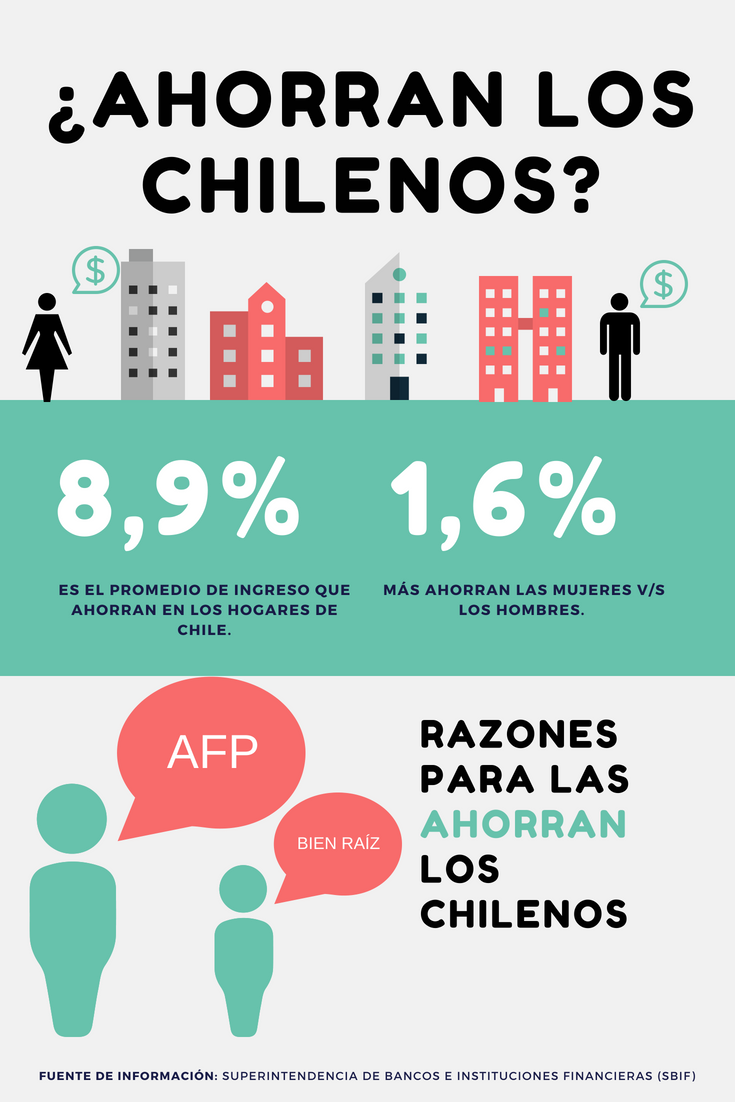 ¿AHORRAN LOS
CHILENOS?
$
$
8,9%
1,6%
ES EL PROMEDIO DE INGRESO QUE
AHORRAN EN LOS HOGARES DE
CHILE.
MÁS AHORRAN LAS MUJERES V/S
LOS HOMBRES.
AFP
BIEN RAÍZ
RAZONES
PARA LAS
AHORRAN
LOS
CHILENOS
FUENTE DE INFORMACIÓN: SUPERINTENDENCIA DE BANCOS E INSTITUCIONES FINANCIERAS (SBIF)